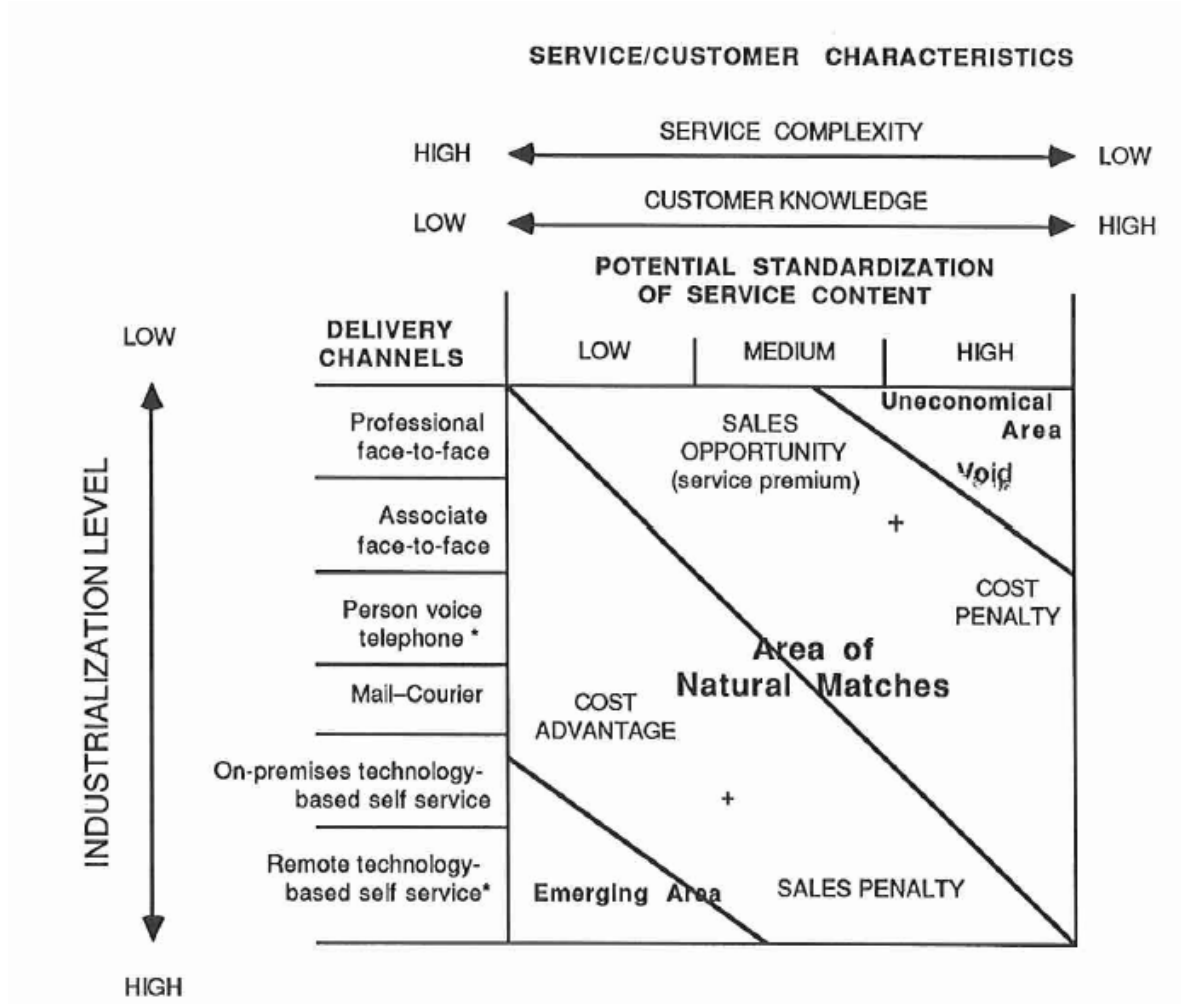 SERVICE/CUSTOMER CHARACTERISTICS
SERVICE COMPLEXITY
HIGH
LOW
CUSTOMER KNOWLEDGE
LOW
HIGH
POTENTIAL STANDARDIZATION
OF SERVICE CONTENT
LOW
DELIVERY
CHANNELS
LOW
MEDIUM
HIGH
Professional
face-to-face
Associate
face-to-face
Person voice
telephone *
Mail–Courier
On-premises technology-
based self service
Remote technology-
based self service*
INDUSTRIALIZATION LEVEL
HIGH
Uneconomical
Area
Void
SALES
OPPORTUNITY
(service premium)
+
COST
PENALTY
Area of
Natural Matches
COST
ADVANTAGE
+
Emerging Area
SALES PENALTY